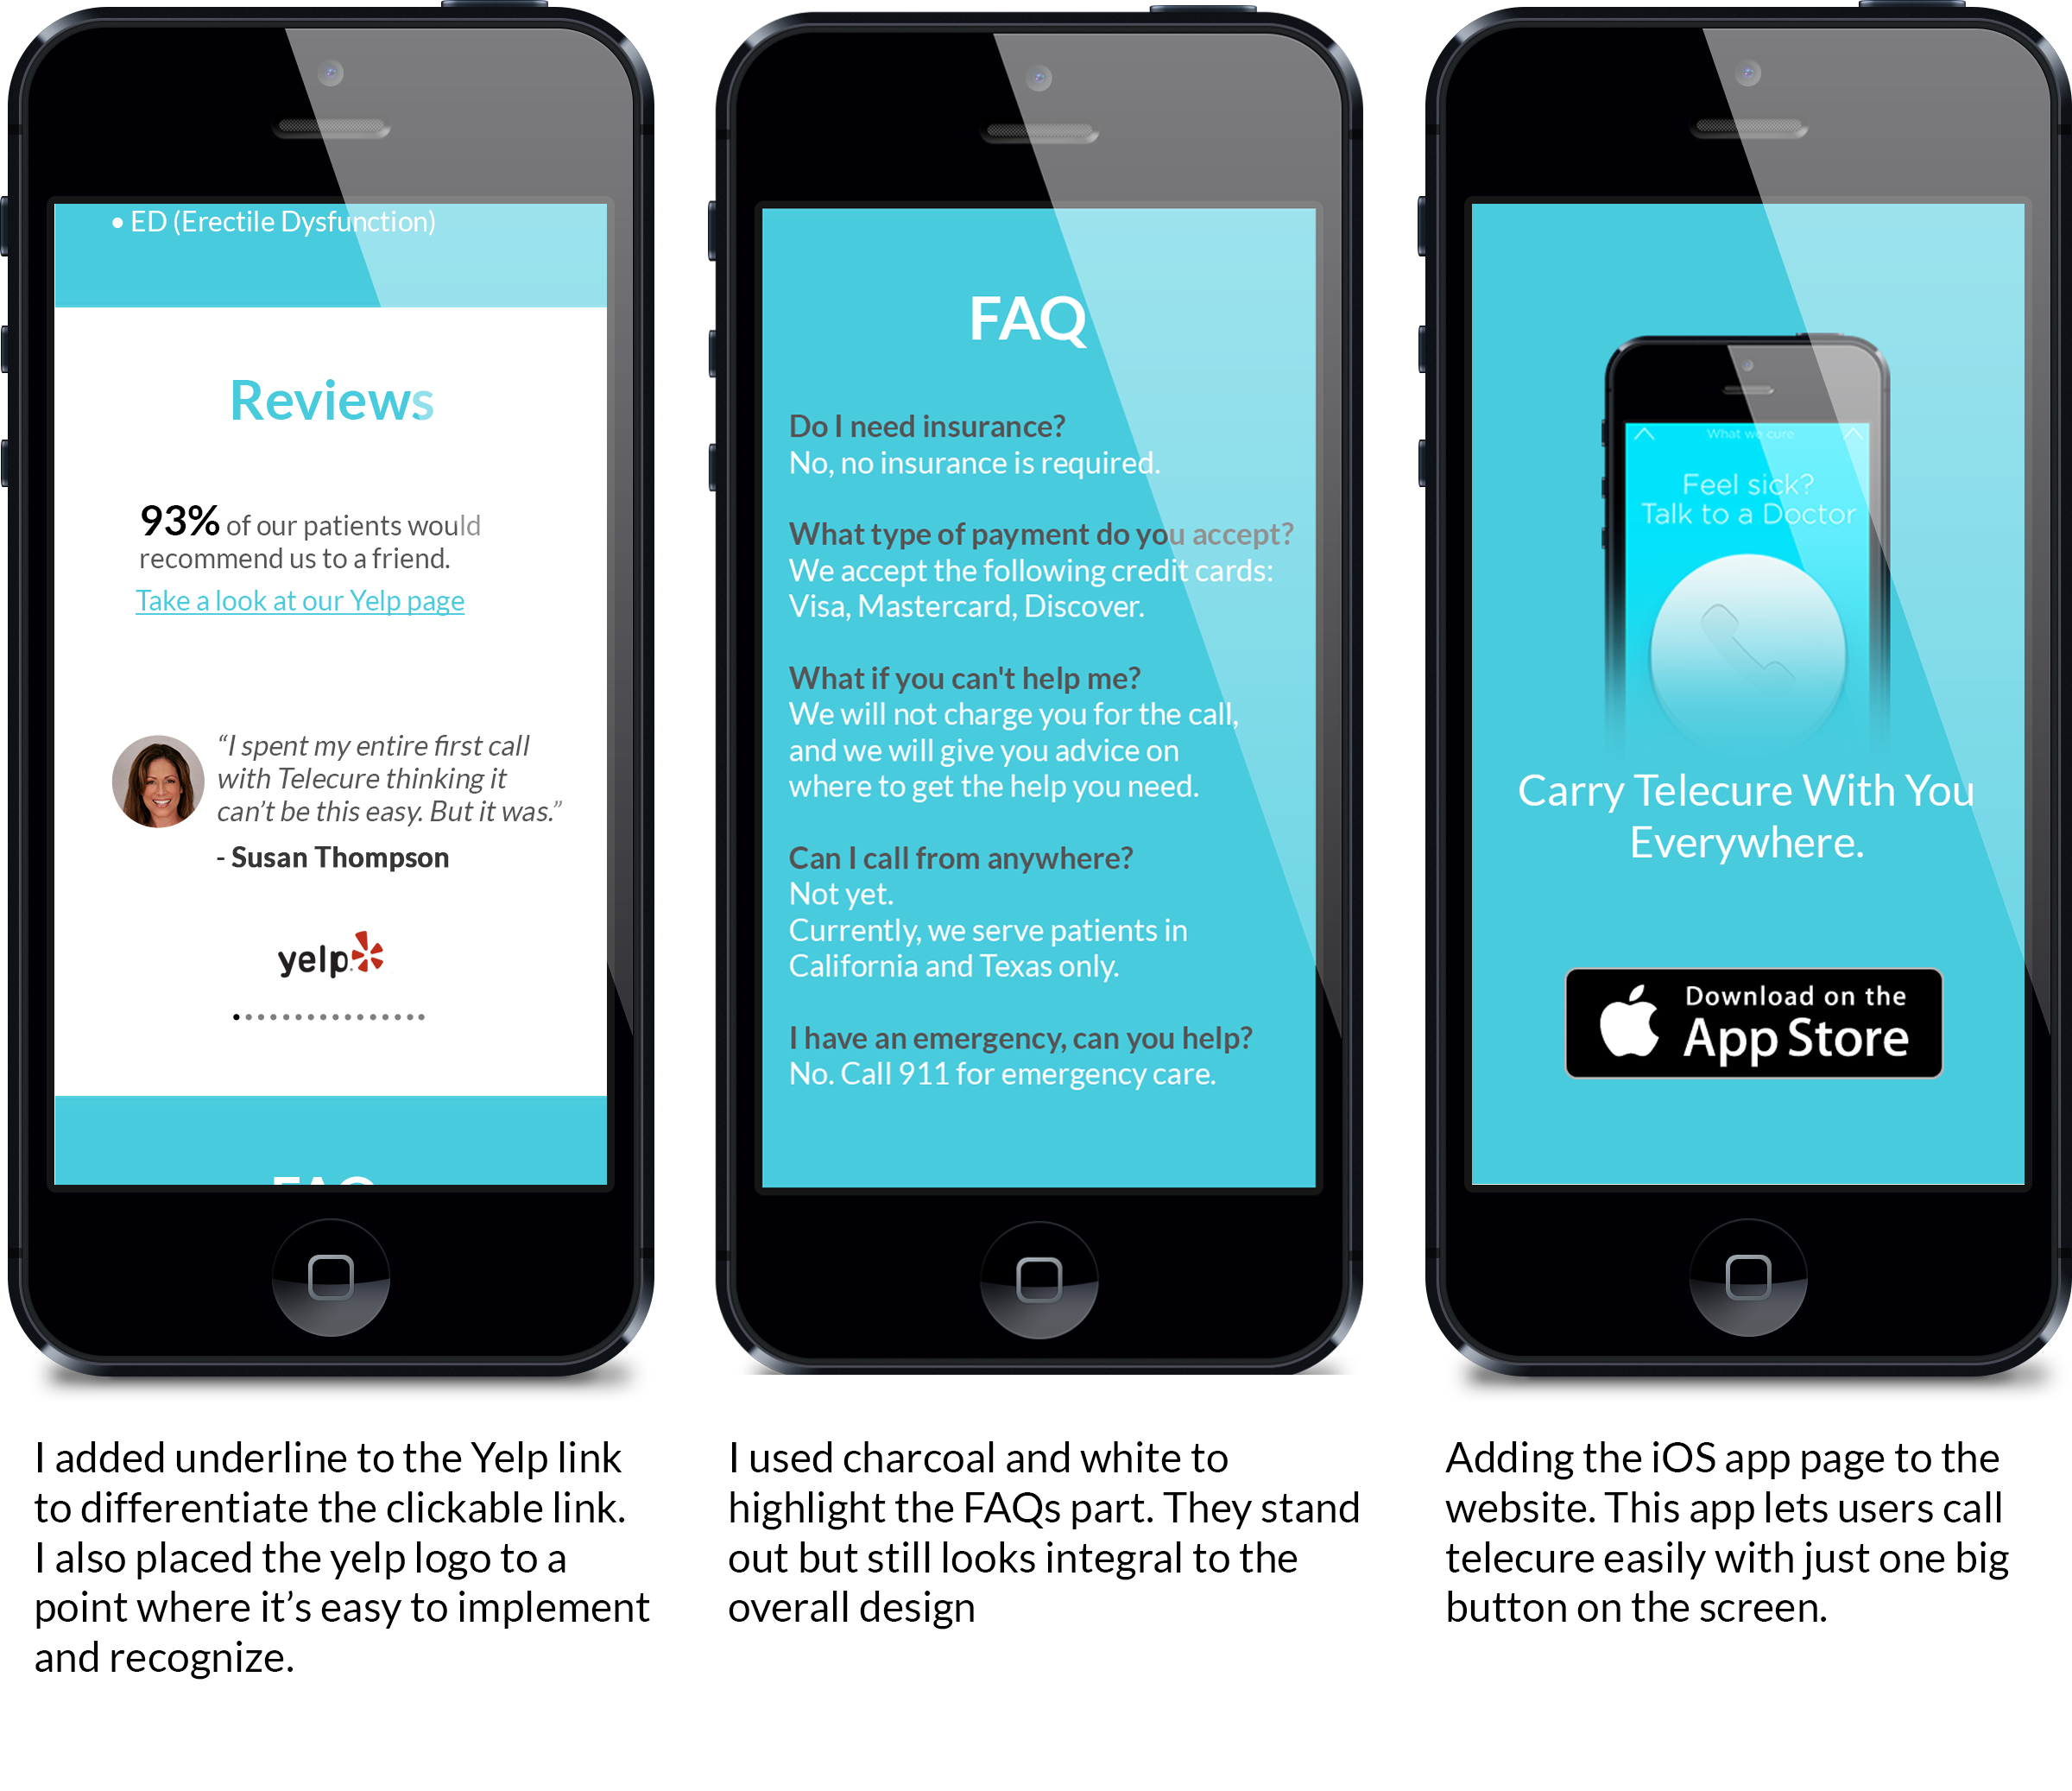 • ED (Erectile Dysfunction)
Reviews
93% of our patients would
recommend us to a friend.
Take a look at our Yelp page
“I spent my entire first call
with Telecure thinking it
can’t be this easy. But it was.”
- Susan Thompson
yelp
FAQ
I added underline to the Yelp link
to differentiate the clickable link.
I also placed the yelp logo to a
point where it’s easy to implement
and recognize.
FAQ
Do I need insurance?
No, no insurance is required.
What type of payment do you accept?
We accept the following credit cards:
Visa, Mastercard, Discover.
What if you can't help me?
We will not charge you for the call,
and we will give you advice on
where to get the help you need.
Can I call from anywhere?
Not yet.
Currently, we serve patients in
California and Texas only.
I have an emergency, can you help?
No. Call 911 for emergency care.
I used charcoal and white to
highlight the FAQs part. They stand
out but still looks integral to the
overall design
What we cure
Feel sick?
Talk to a Doctor
Carry Telecure With You
Everywhere.
Download on the
App Store
Adding the iOS app page to the
website. This app lets users call
telecure easily with just one big
button on the screen.